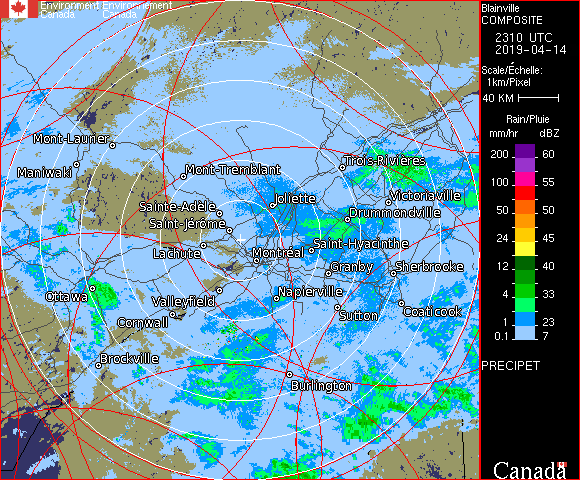 Environment Environnement
Canada Canada
Blainville
COMPOSITE
2310 UTC
2019-04-14
Scale/Échelle:
1km/Pixel
40 KM
Rain/Pluie
mm/hr dBZ
200 60
100 55
50 50
24 45
12 40
4 33
1 23
0.1 7
PRECIPET
Canada
Mont-Laurier
Maniwaki
Mont-Tremblant
Trois-Rivières
Sainte-Adèle
Joliette
Victoriaville
Saint-Jérôme
Drummondville
Lachute
Montréal
Saint-Hyacinthe
Granby
Sherbrooke
Ottawa
Valleyfield
Napierville
Cornwall
Sutton
Coaticook
Brockville
Burlington